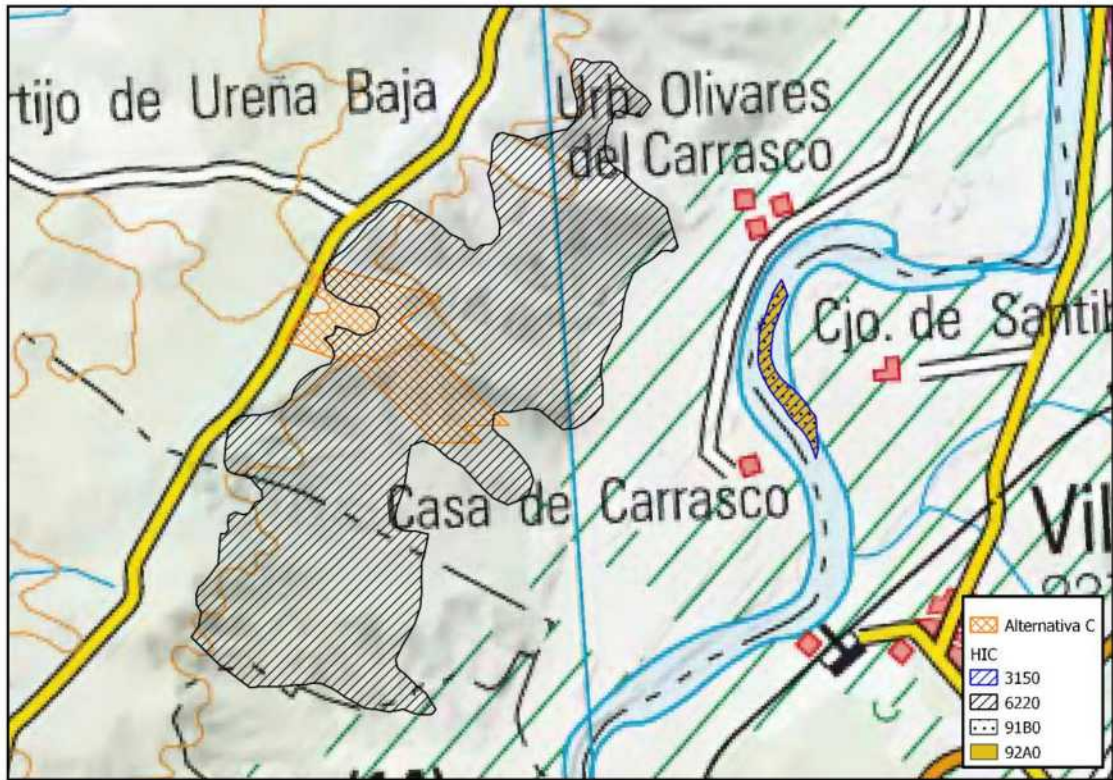 tijo de Ureña Baja
Urb. Olivares
del Carrasco
Cjo. de Santib
Casa de Carrasco
Vil
Alternativa C
HIC
3150
6220
91B0
92A0